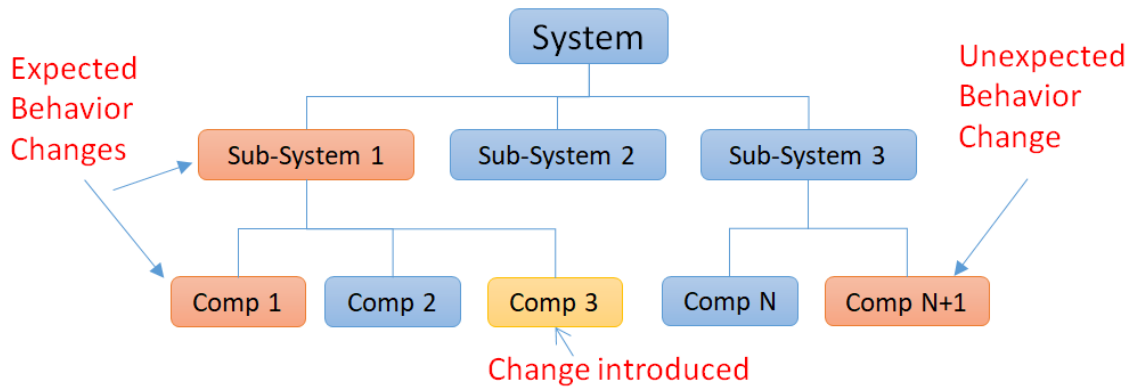 System
Expected
Behavior
Changes
Unexpected
Behavior
Change
Sub-System 1
Sub-System 2
Sub-System 3
Comp 1
Comp 2
Comp 3
Comp N
Comp N+1
Change introduced